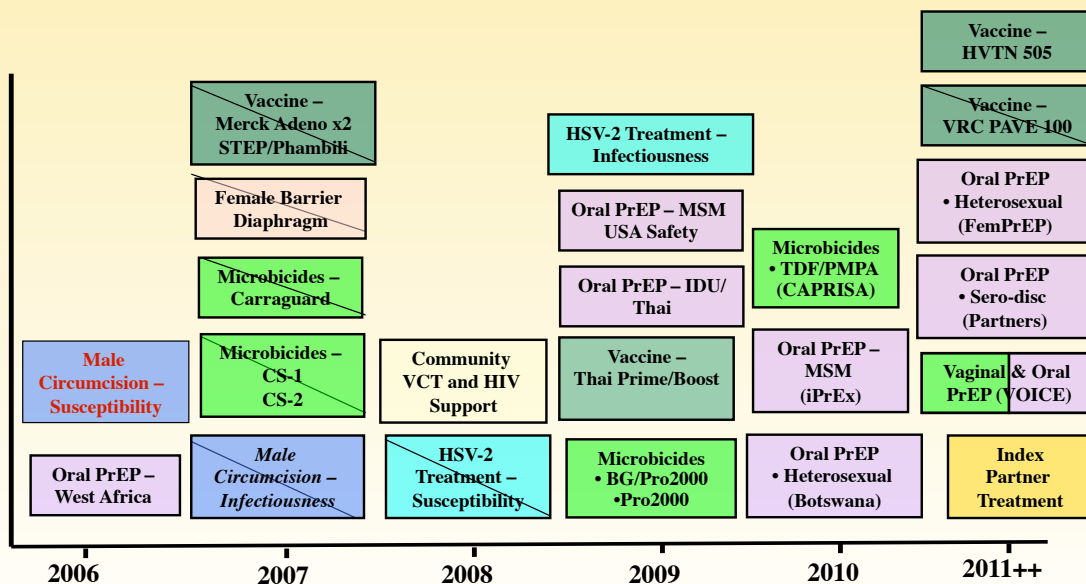 Vaccine –
HVTN 505
Vaccine –
Merck Adeno x2
STEP/Phambili
Vaccine –
VRC PAVE 100
HSV-2 Treatment –
Infectiousness
Female Barrier
Diaphragm
Oral PrEP – MSM
USA Safety
Oral PrEP
• Heterosexual
(FemPrEP)
Microbicides –
Carraguard
Oral PrEP – IDU/
Thai
Microbicides
• TDF/PMPA
(CAPRISA)
Oral PrEP
• Sero-disc
(Partners)
Male
Circumcision –
Susceptibility
Microbicides –
CS-1
CS-2
Community
VCT and HIV
Support
Vaccine –
Thai Prime/Boost
Oral PrEP –
MSM
(iPrEx)
Vaginal & Oral
PrEP (VOICE)
Oral PrEP –
West Africa
Male
Circumcision –
Infectiousness
HSV-2
Treatment –
Susceptibility
Microbicides
• BG/Pro2000
•Pro2000
Oral PrEP
• Heterosexual
(Botswana)
Index
Partner
Treatment
2006
2007
2008
2009
2010
2011++